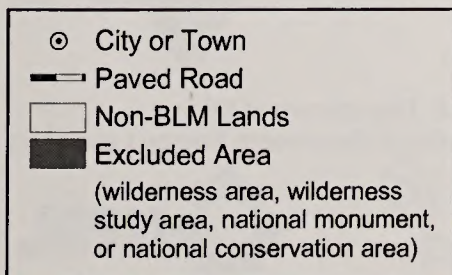 City or Town
Paved Road
Non-BLM Lands
Excluded Area
(wilderness area, wilderness
study area, national monument,
or national conservation area)